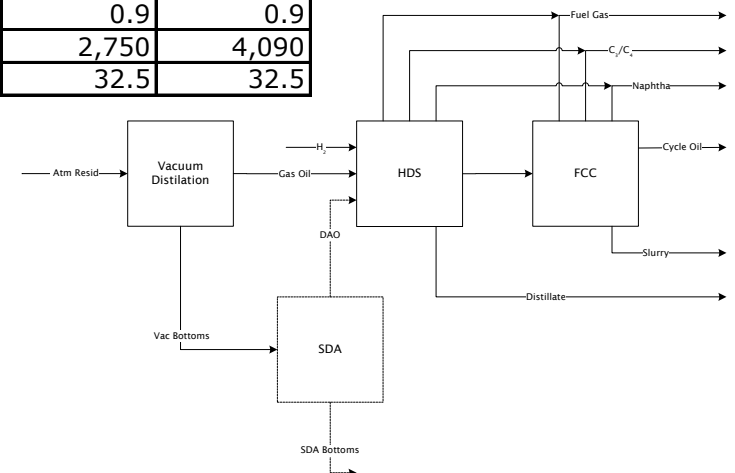 0.9 0.9
2,750 4,090
32.5 32.5
Fuel Gas
C3/C4
Naphtha
H2
Cycle Oil
Atm Resid
Vacuum
Distilation
Gas Oil
HDS
FCC
DAO
Slurry
Distillate
Vac Bottoms
SDA
SDA Bottoms